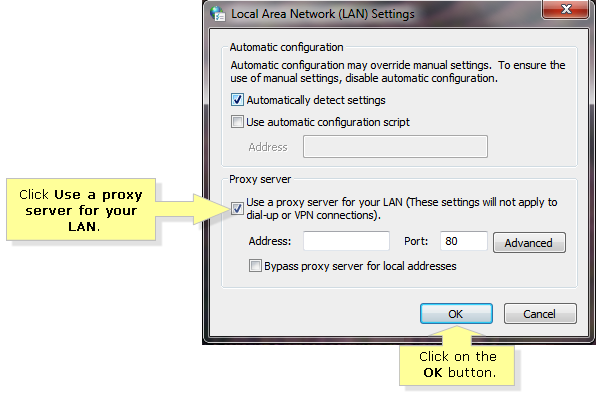 Local Area Network (LAN) Settings
Automatic configuration
Automatic configuration may override manual settings. To ensure the
use of manual settings, disable automatic configuration.
Automatically detect settings
Use automatic configuration script
Address
Proxy server
Click Use a proxy
server for your
LAN.
Use a proxy server for your LAN (These settings will not apply to
dial-up or VPN connections).
Address:
Port: 80
Advanced
Bypass proxy server for local addresses
OK
Cancel
Click on the
OK button.